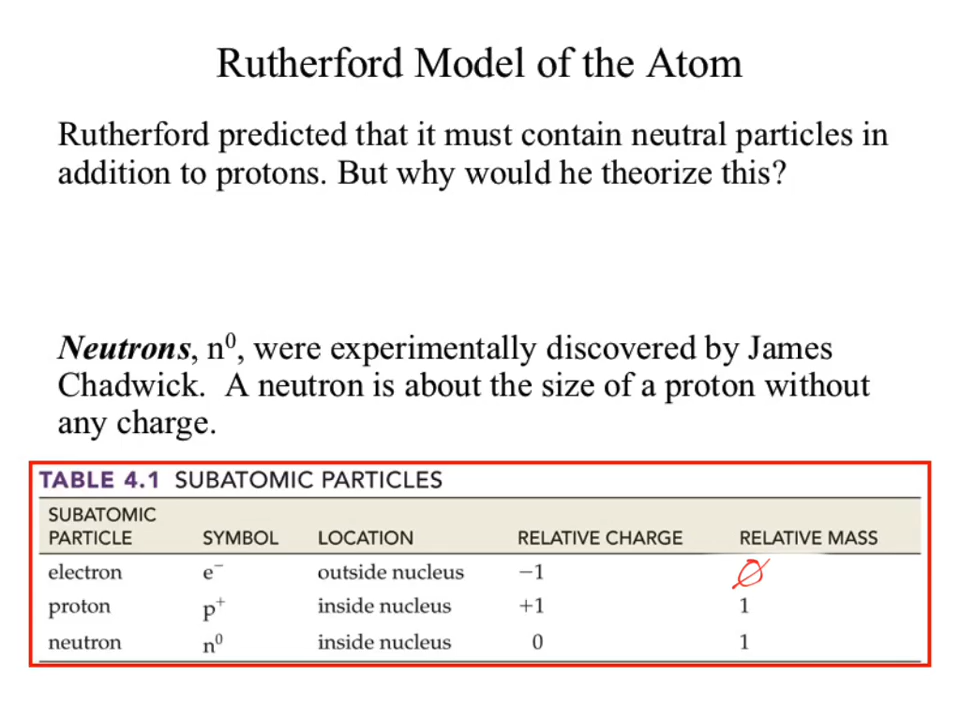 Rutherford Model of the Atom
Rutherford predicted that it must contain neutral particles in
addition to protons. But why would he theorize this?
Neutrons, n⁰, were experimentally discovered by James
Chadwick.  A neutron is about the size of a proton without
any charge.
TABLE 4.1 SUBATOMIC PARTICLES
SUBATOMIC
PARTICLE SYMBOL LOCATION RELATIVE CHARGE RELATIVE MASS
electron e⁻ outside nucleus −1 0
proton p⁺ inside nucleus +1 1
neutron n⁰ inside nucleus 0 1